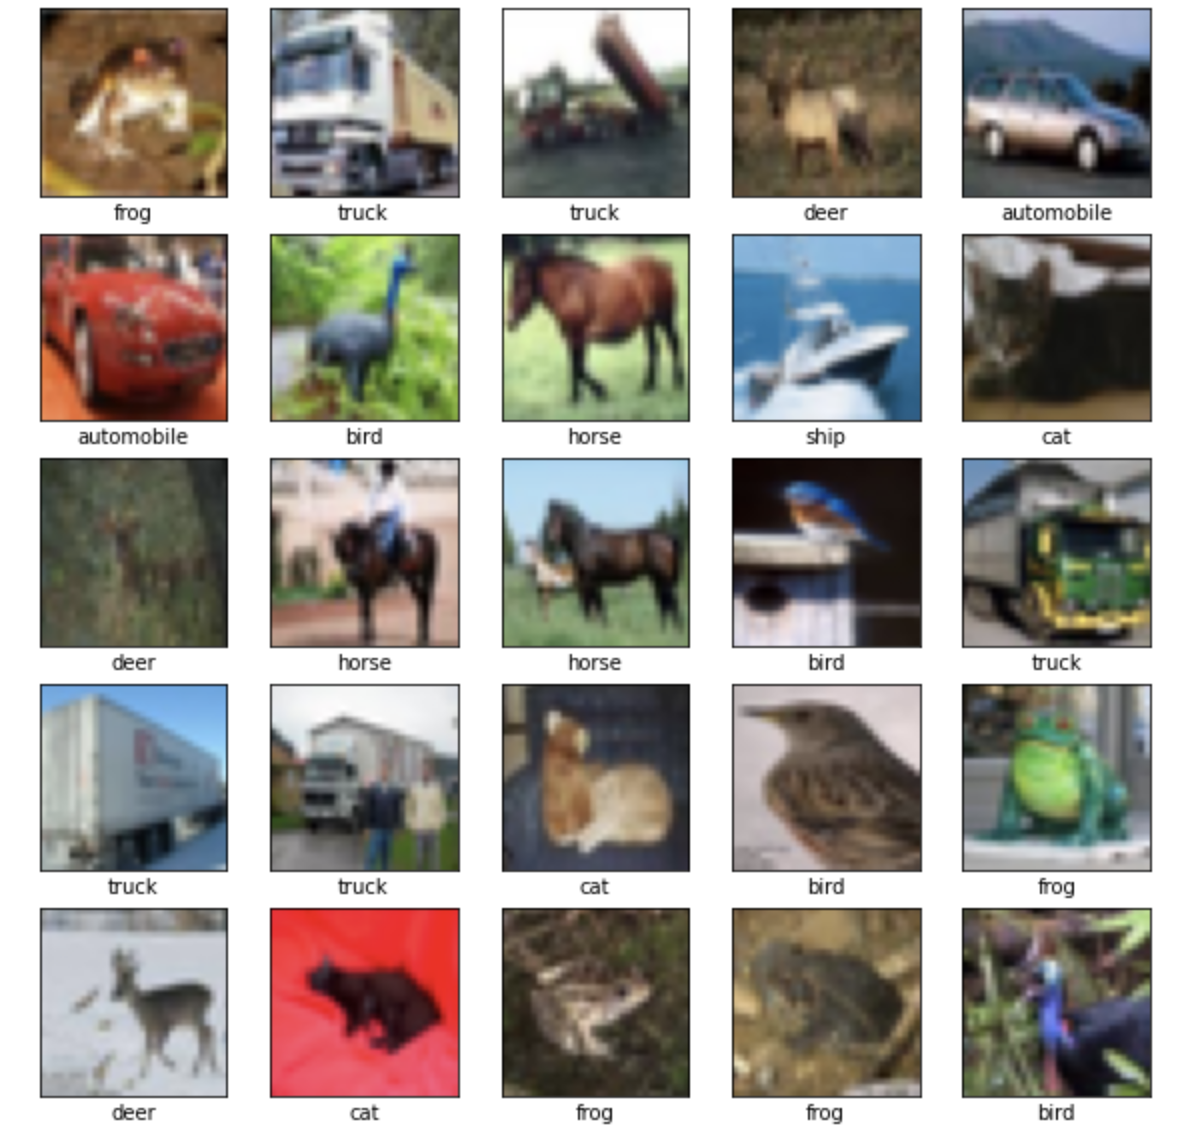 frog truck truck deer automobile
automobile bird horse ship cat
deer horse horse bird truck
truck truck cat bird frog
deer cat frog frog bird